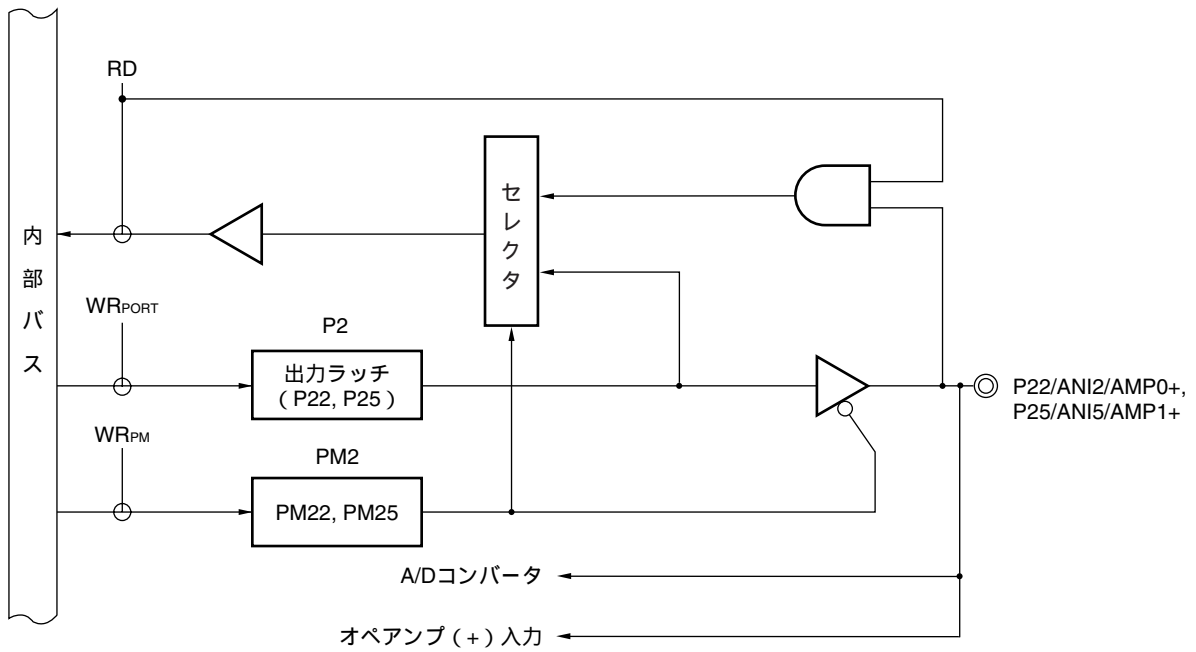 RD
セレクタ
内部バス
WRPORT
P2
出力ラッチ
(P22, P25)
P22/ANI2/AMP0+,
P25/ANI5/AMP1+
WRPM
PM2
PM22, PM25
A/Dコンバータ
オペアンプ(+)入力